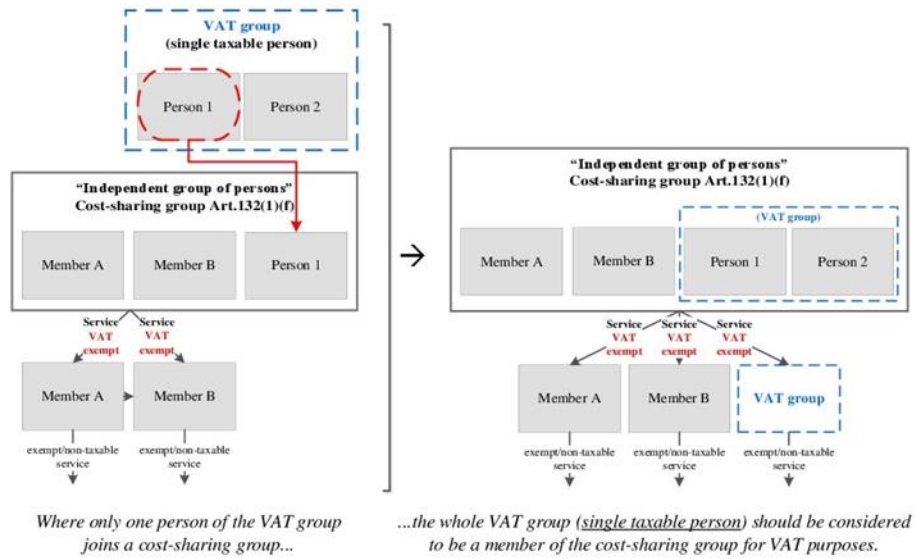 VAT group
(single taxable person)
Person 1
Person 2
“Independent group of persons”
Cost-sharing group Art.132(1)(f)
Member A
Member B
Person 1
Service
VAT
exempt
Service
VAT
exempt
Member A
Member B
exempt/non-taxable
service
exempt/non-taxable
service
Where only one person of the VAT group
joins a cost-sharing group...
→
“Independent group of persons”
Cost-sharing group Art.132(1)(f)
(VAT group)
Member A
Member B
Person 1
Person 2
Service
VAT
exempt
Service
VAT
exempt
Service
VAT
exempt
Member A
Member B
VAT group
exempt/non-taxable
service
exempt/non-taxable
service
exempt/non-taxable
service
...the whole VAT group (single taxable person) should be considered
to be a member of the cost-sharing group for VAT purposes.